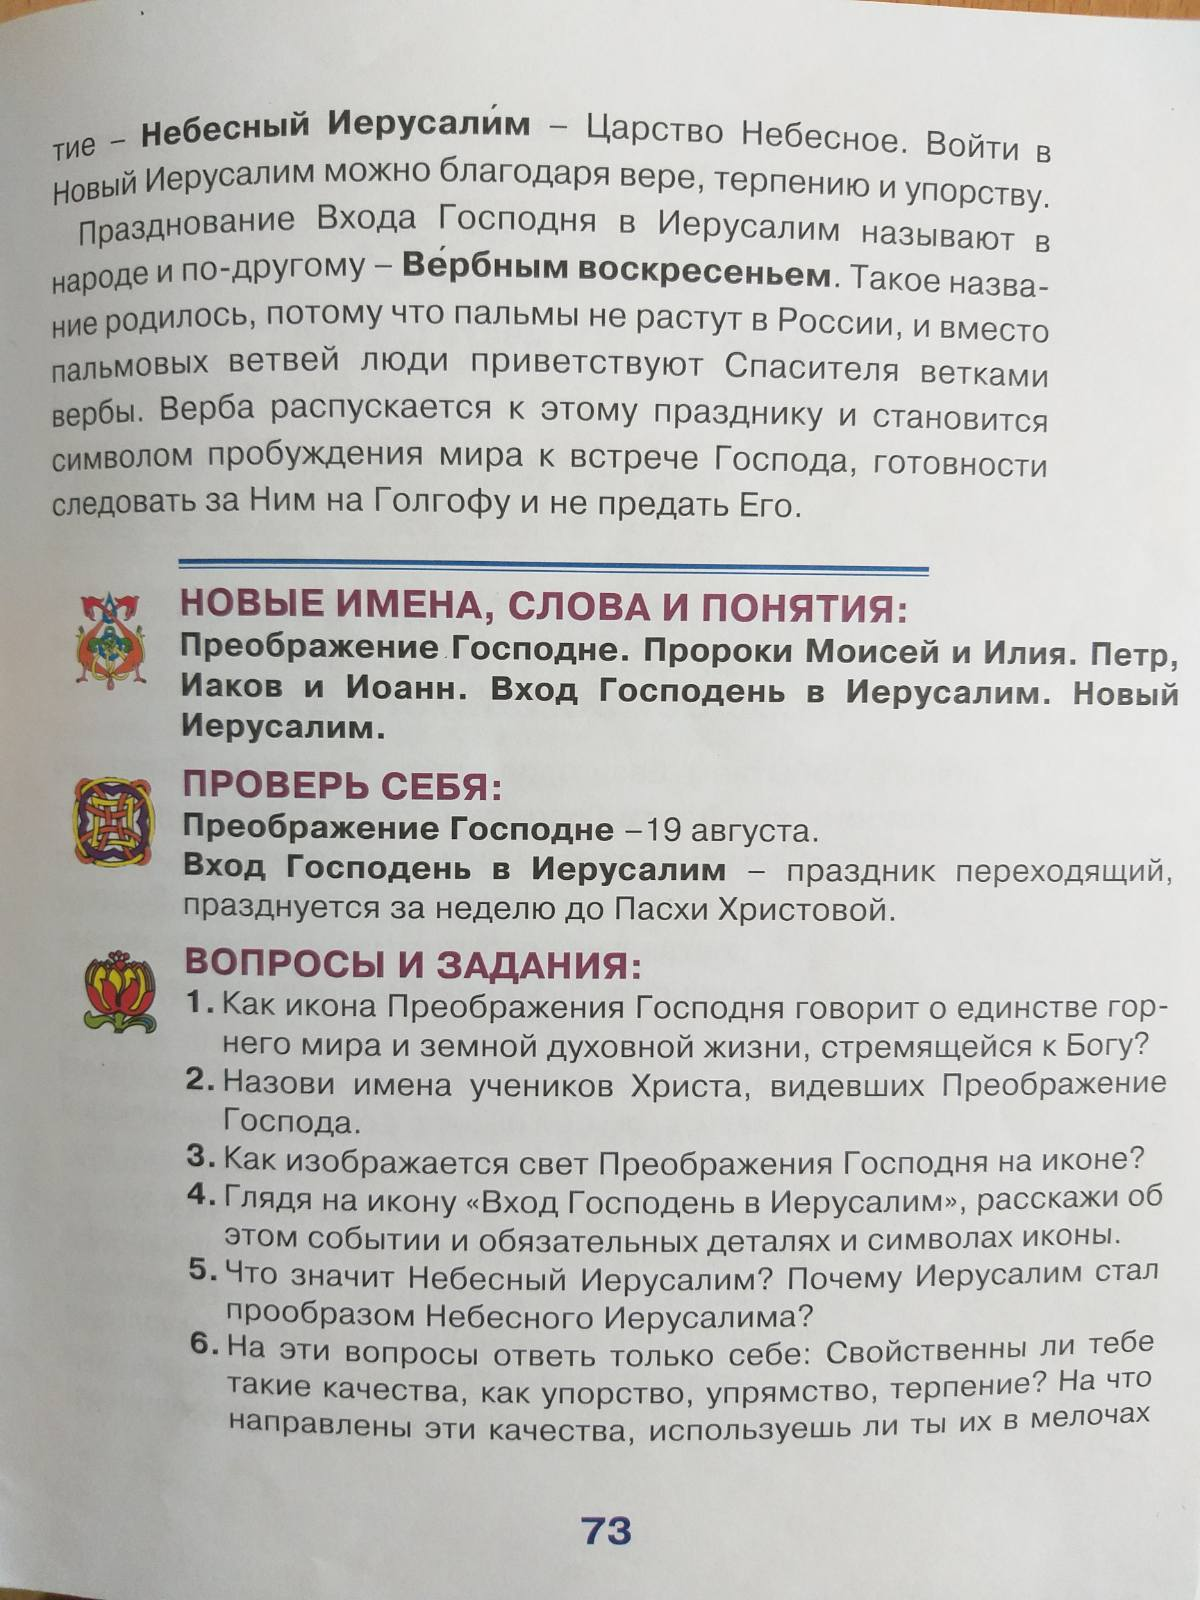 тие – Небесный Иерусали́м – Царство Небесное. Войти в
Новый Иерусалим можно благодаря вере, терпению и упорству.
Празднование Входа Господня в Иерусалим называют в
народе и по-другому – Ве́рбным воскресеньем. Такое назва-
ние родилось, потому что пальмы не растут в России, и вместо
пальмовых ветвей люди приветствуют Спасителя ветками
вербы. Верба распускается к этому празднику и становится
символом пробуждения мира к встрече Господа, готовности
следовать за Ним на Голгофу и не предать Его.
НОВЫЕ ИМЕНА, СЛОВА И ПОНЯТИЯ:
Преображение Господне. Пророки Моисей и Илия. Петр,
Иаков и Иоанн. Вход Господень в Иерусалим. Новый
Иерусалим.
ПРОВЕРЬ СЕБЯ:
Преображение Господне –19 августа.
Вход Господень в Иерусалим – праздник переходящий,
празднуется за неделю до Пасхи Христовой.
ВОПРОСЫ И ЗАДАНИЯ:
1. Как икона Преображения Господня говорит о единстве гор-
него мира и земной духовной жизни, стремящейся к Богу?
2. Назови имена учеников Христа, видевших Преображение
Господа.
3. Как изображается свет Преображения Господня на иконе?
4. Глядя на икону «Вход Господень в Иерусалим», расскажи об
этом событии и обязательных деталях и символах иконы.
5. Что значит Небесный Иерусалим? Почему Иерусалим стал
прообразом Небесного Иерусалима?
6. На эти вопросы ответь только себе: Свойственны ли тебе
такие качества, как упорство, упрямство, терпение? На что
направлены эти качества, используешь ли ты их в мелочах
73